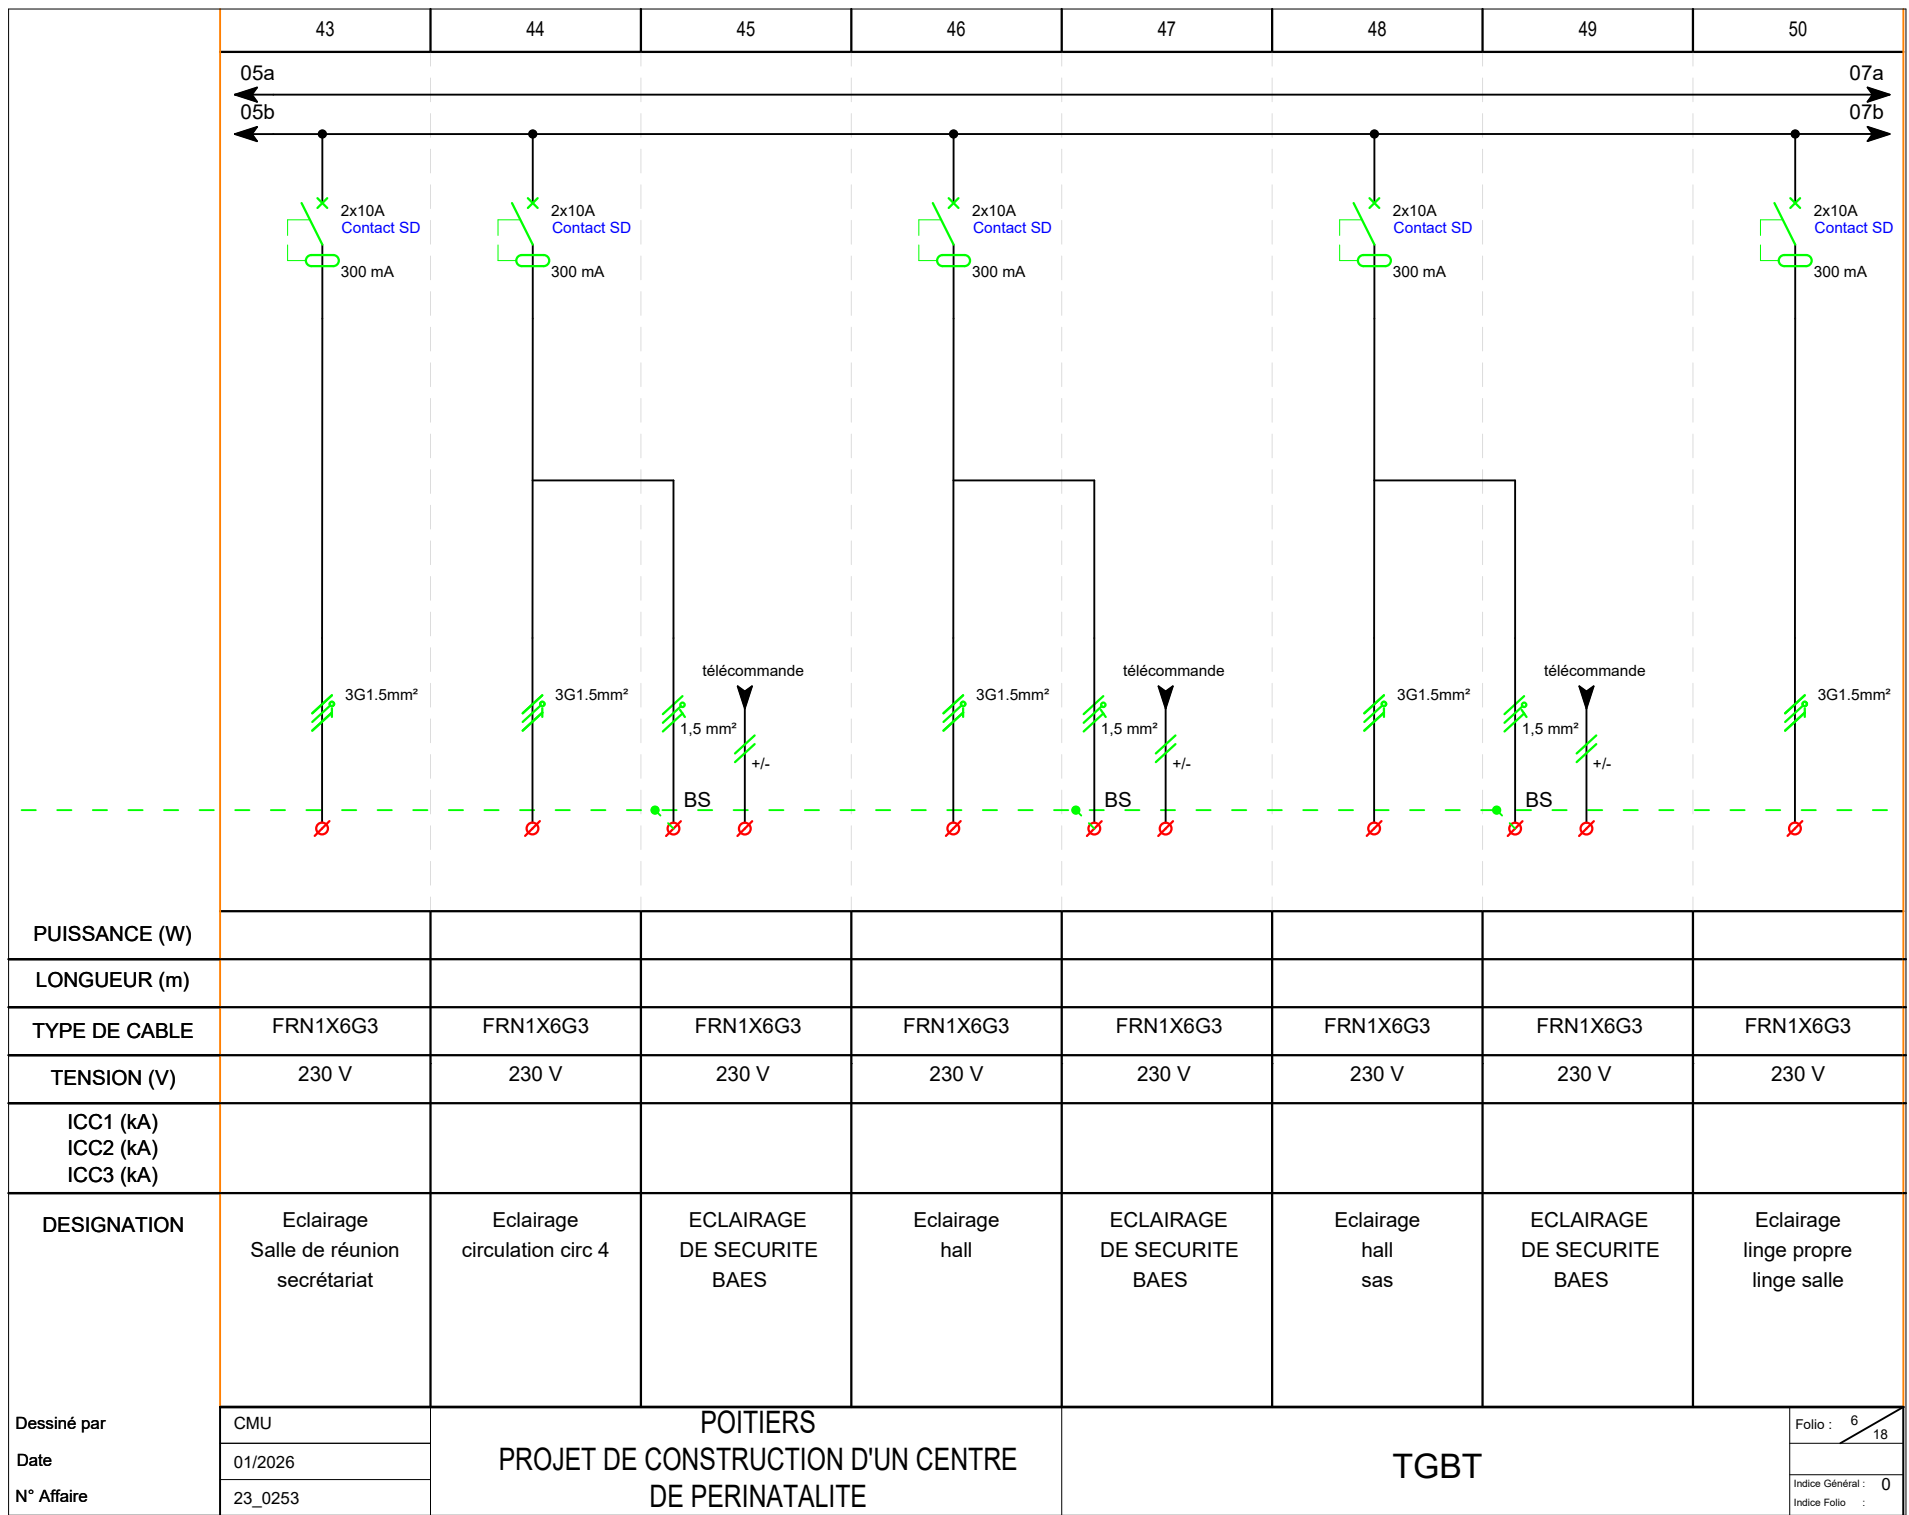 43 44 45 46 47 48 49 50
05a 07a
05b 07b
2x10A 2x10A 2x10A 2x10A 2x10A
Contact SD Contact SD Contact SD Contact SD Contact SD
300 mA 300 mA 300 mA 300 mA 300 mA
télécommande télécommande télécommande
3G1.5mm² 3G1.5mm² 3G1.5mm² 3G1.5mm² 3G1.5mm²
1,5 mm² 1,5 mm² 1,5 mm²
+/- +/- +/-
BS BS BS
PUISSANCE (W)
LONGUEUR (m)
TYPE DE CABLE FRN1X6G3 FRN1X6G3 FRN1X6G3 FRN1X6G3 FRN1X6G3 FRN1X6G3 FRN1X6G3 FRN1X6G3
TENSION (V) 230 V 230 V 230 V 230 V 230 V 230 V 230 V 230 V
ICC1 (kA)
ICC2 (kA)
ICC3 (kA)
DESIGNATION
Eclairage
Salle de réunion
secrétariat
Eclairage
circulation circ 4
ECLAIRAGE
DE SECURITE
BAES
Eclairage
hall
ECLAIRAGE
DE SECURITE
BAES
Eclairage
hall
sas
ECLAIRAGE
DE SECURITE
BAES
Eclairage
linge propre
linge salle
Dessiné par CMU
Date 01/2026
N° Affaire 23_0253
POITIERS
PROJET DE CONSTRUCTION D'UN CENTRE
DE PERINATALITE
TGBT
Folio : 6 18
Indice Général : 0
Indice Folio :